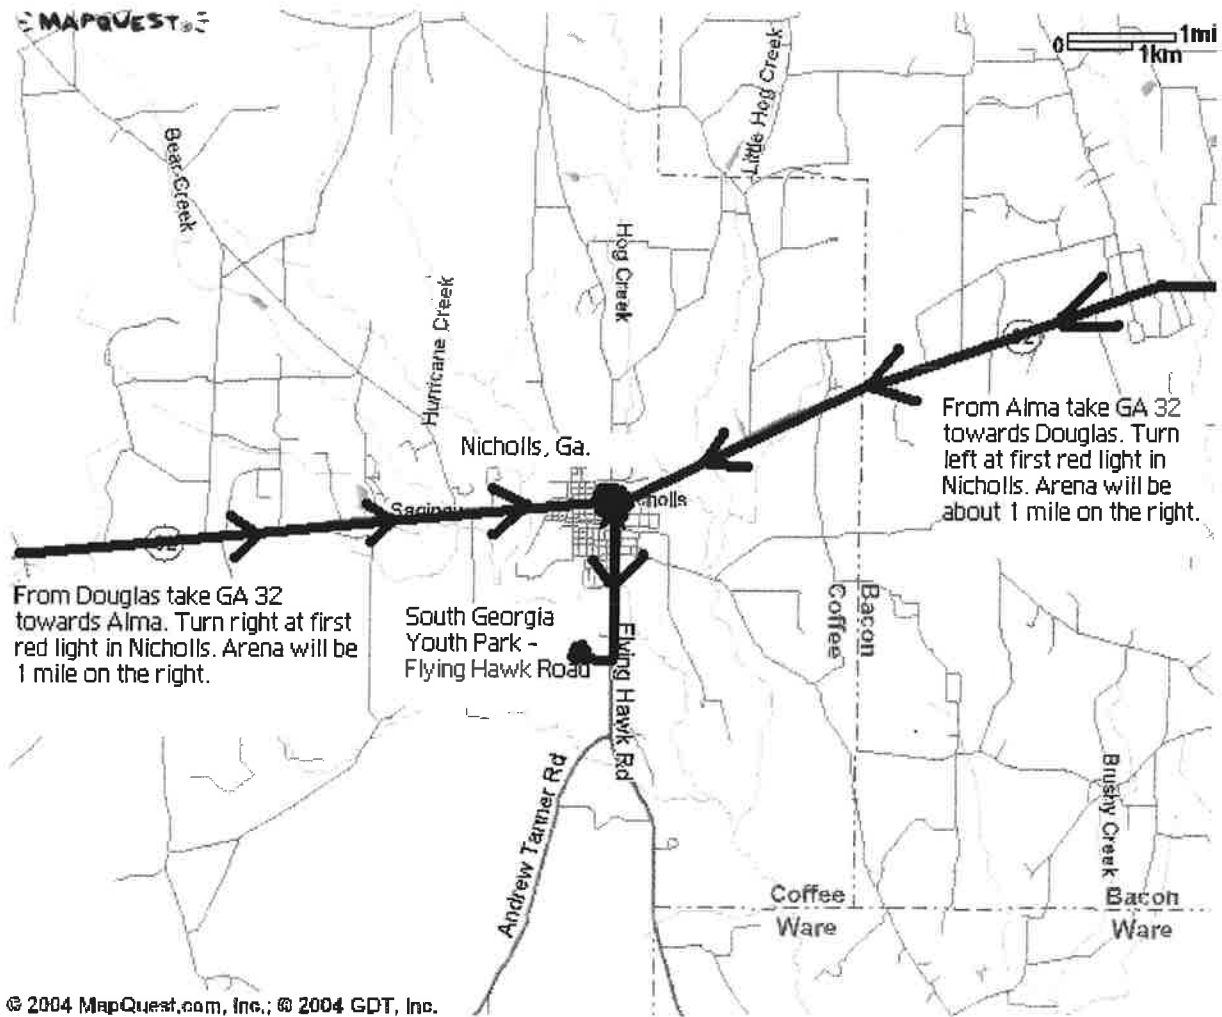 MAPQUEST
0 1mi
1km
Little Hog Creek
Bear Creek
Hog Creek
Hurricane Creek
32
From Alma take GA 32
towards Douglas. Turn
left at first red light in
Nicholls. Arena will be
about 1 mile on the right.
Nicholls, Ga.
cholls
From Douglas take GA 32
towards Alma. Turn right at first
red light in Nicholls. Arena will be
1 mile on the right.
South Georgia
Youth Park -
Flying Hawk Road
Flying Hawk Rd
Bacon
Coffee
Andrew Tanner Rd
Brushy Creek
Coffee
Ware
Bacon
Ware
© 2004 MapQuest.com, Inc.; © 2004 GDT, Inc.